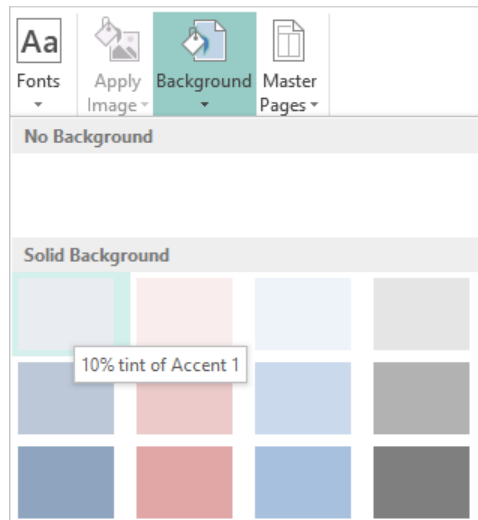 Aa
Fonts
Apply
Image
Background
Master
Pages
No Background
Solid Background
10% tint of Accent 1